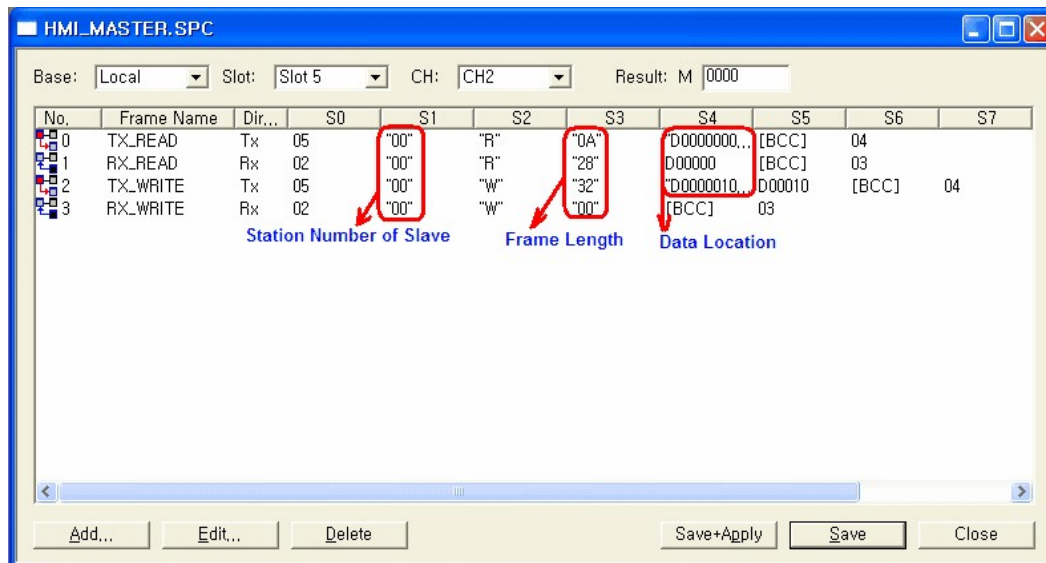 HMI_MASTER.SPC
Base: Local Slot: Slot 5 CH: CH2 Result: M 0000
No, Frame Name Dir,,, S0 S1 S2 S3 S4 S5 S6 S7
0 TX_READ Tx 05 "00" "R" "0A" "D0000000,,, [BCC] 04
1 RX_READ Rx 02 "00" "R" "28" D00000 [BCC] 03
2 TX_WRITE Tx 05 "00" "W" "32" "D0000010,,, D00010 [BCC] 04
3 RX_WRITE Rx 02 "00" "W" "00" [BCC] 03
Station Number of Slave Frame Length Data Location
Add,,, Edit,,, Delete Save+Apply Save Close